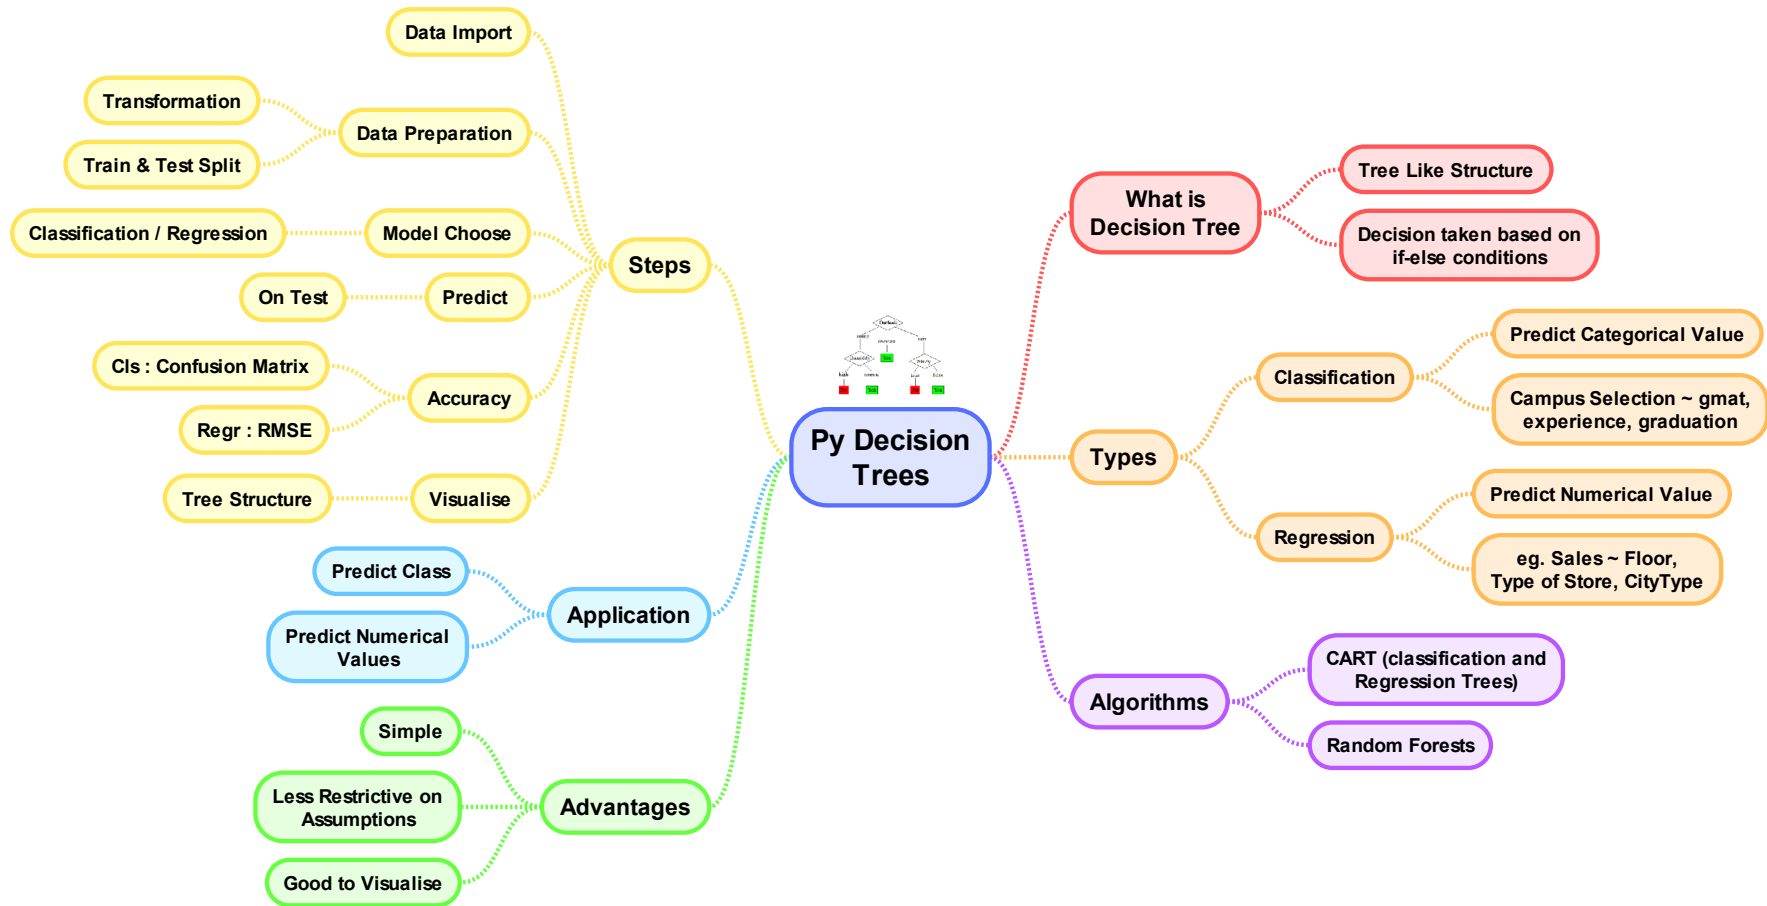 Data Import
Transformation
Data Preparation
Train & Test Split
Classification / Regression
Model Choose
Steps
On Test
Predict
Cls : Confusion Matrix
Accuracy
Regr : RMSE
Tree Structure
Visualise
Predict Class
Application
Predict Numerical
Values
Simple
Less Restrictive on
Assumptions
Advantages
Good to Visualise
Py Decision
Trees
What is
Decision Tree
Tree Like Structure
Decision taken based on
if-else conditions
Types
Classification
Predict Categorical Value
Campus Selection ~ gmat,
experience, graduation
Regression
Predict Numerical Value
eg. Sales ~ Floor,
Type of Store, CityType
Algorithms
CART (classification and
Regression Trees)
Random Forests